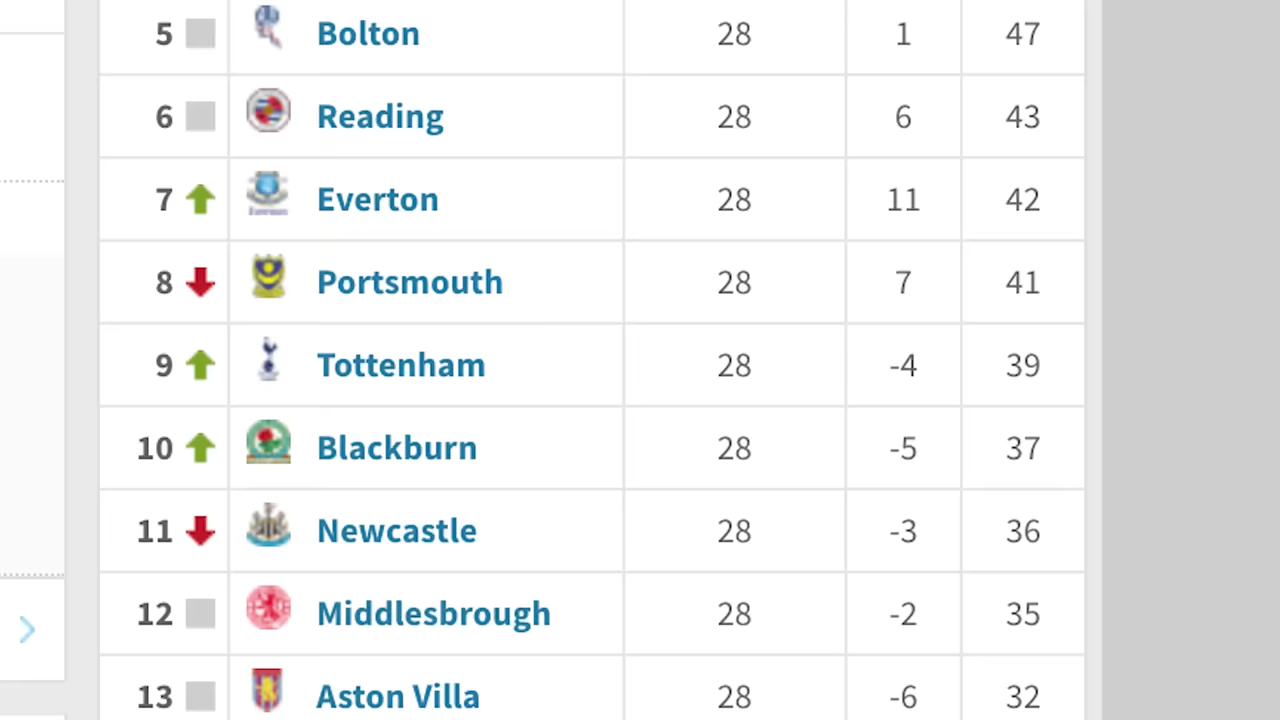 5 Bolton 28 1 47
6 Reading 28 6 43
7 Everton 28 11 42
8 Portsmouth 28 7 41
9 Tottenham 28 -4 39
10 Blackburn 28 -5 37
11 Newcastle 28 -3 36
12 Middlesbrough 28 -2 35
13 Aston Villa 28 -6 32